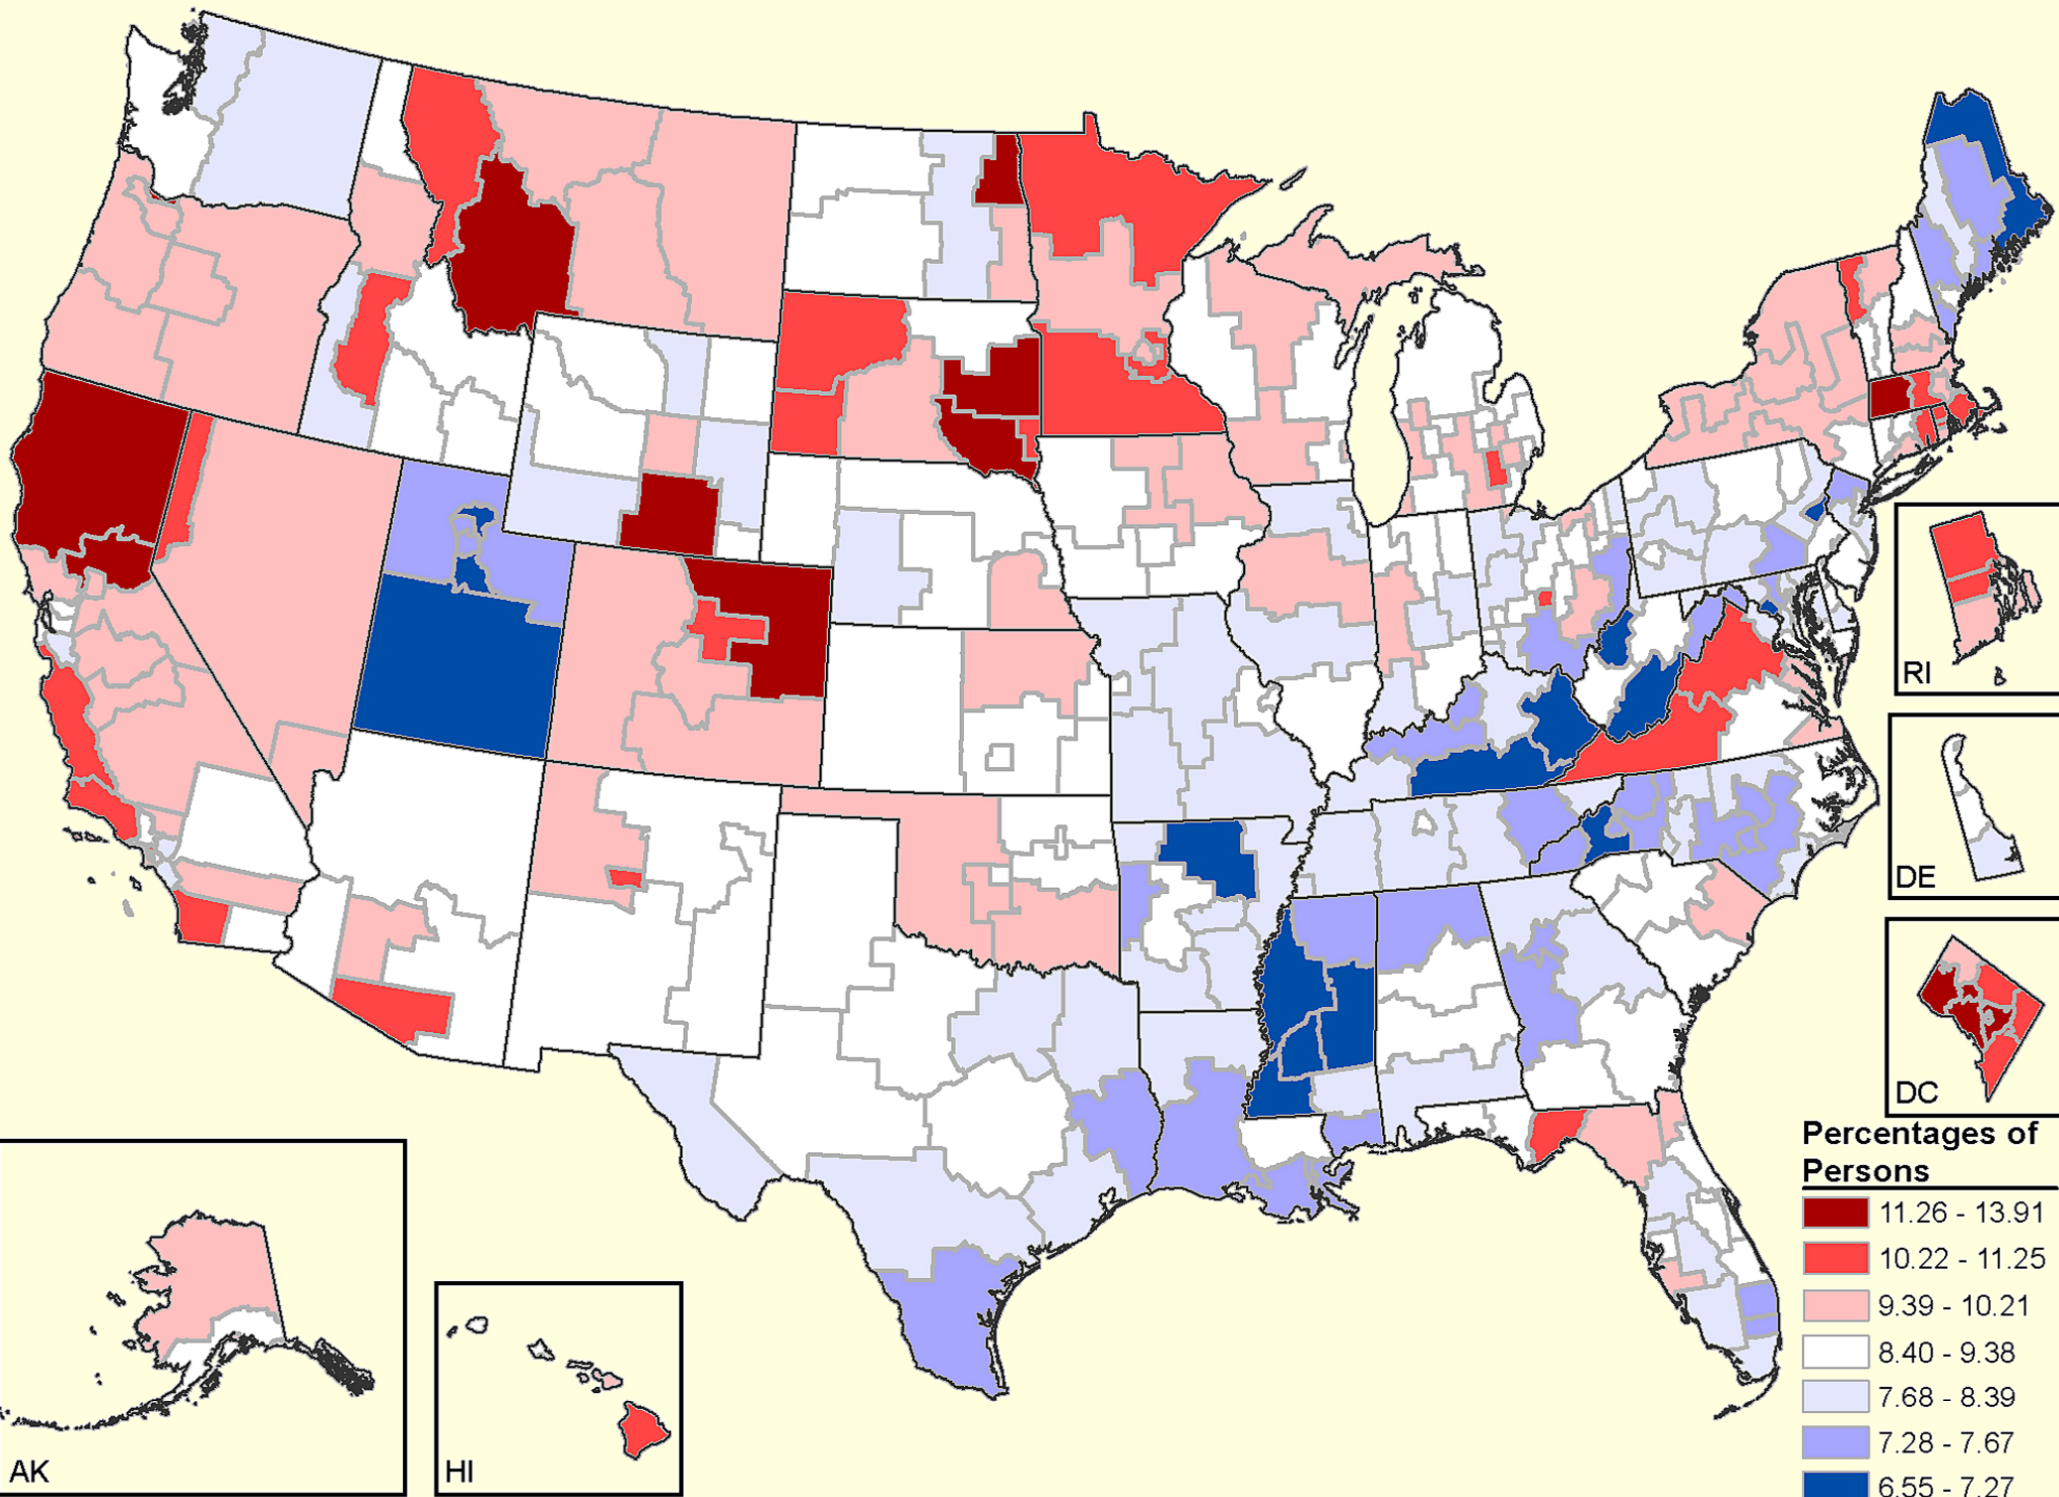 RI
DE
DC
AK
HI
Percentages of
Persons
11.26 - 13.91
10.22 - 11.25
9.39 - 10.21
8.40 - 9.38
7.68 - 8.39
7.28 - 7.67
6.55 - 7.27